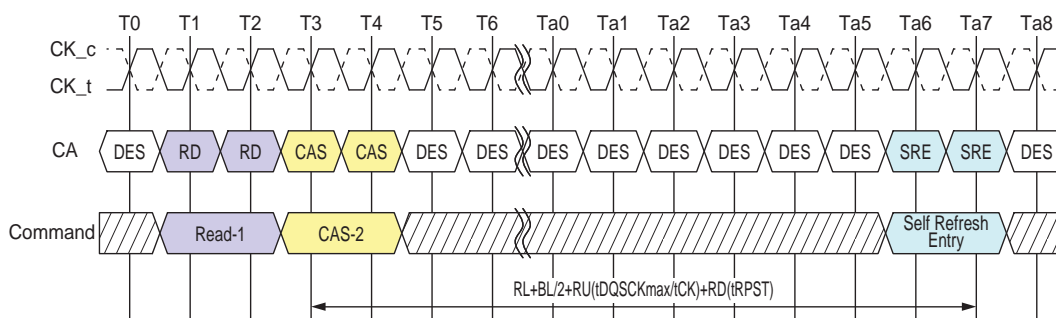 T0 T1 T2 T3 T4 T5 T6 Ta0 Ta1 Ta2 Ta3 Ta4 Ta5 Ta6 Ta7 Ta8
CK_c
CK_t
CA DES RD RD CAS CAS DES DES DES DES DES DES DES DES SRE SRE DES
Command Read-1 CAS-2 Self Refresh
Entry
RL+BL/2+RU(tDQSCKmax/tCK)+RD(tRPST)